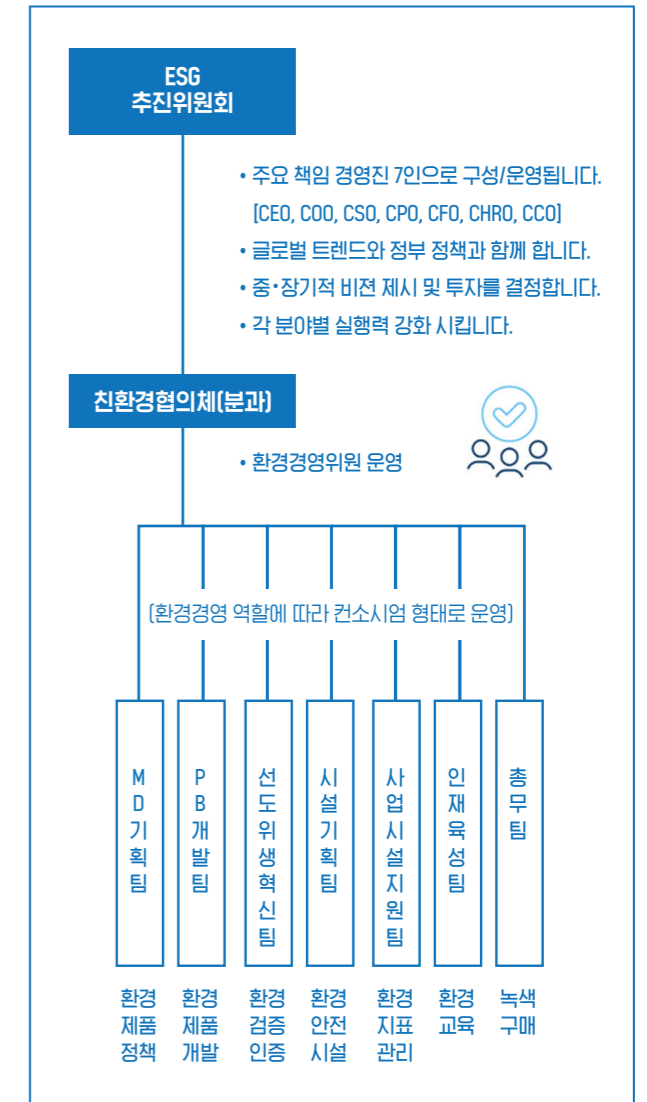 ESG
추진위원회
• 주요 책임 경영진 7인으로 구성/운영됩니다.
[CEO, COO, CSO, CPO, CFO, CHRO, CCO]
• 글로벌 트렌드와 정부 정책과 함께 합니다.
• 중·장기적 비젼 제시 및 투자를 결정합니다.
• 각 분야별 실행력 강화 시킵니다.
친환경협의체(분과)
• 환경경영위원 운영
(환경경영 역할에 따라 컨소시엄 형태로 운영)
MD기획팀
PB개발팀
선도위생혁신팀
시설기획팀
사업시설지원팀
인재육성팀
총무팀
환경
제품
정책
환경
제품
개발
환경
검증
인증
환경
안전
시설
환경
지표
관리
환경
교육
녹색
구매